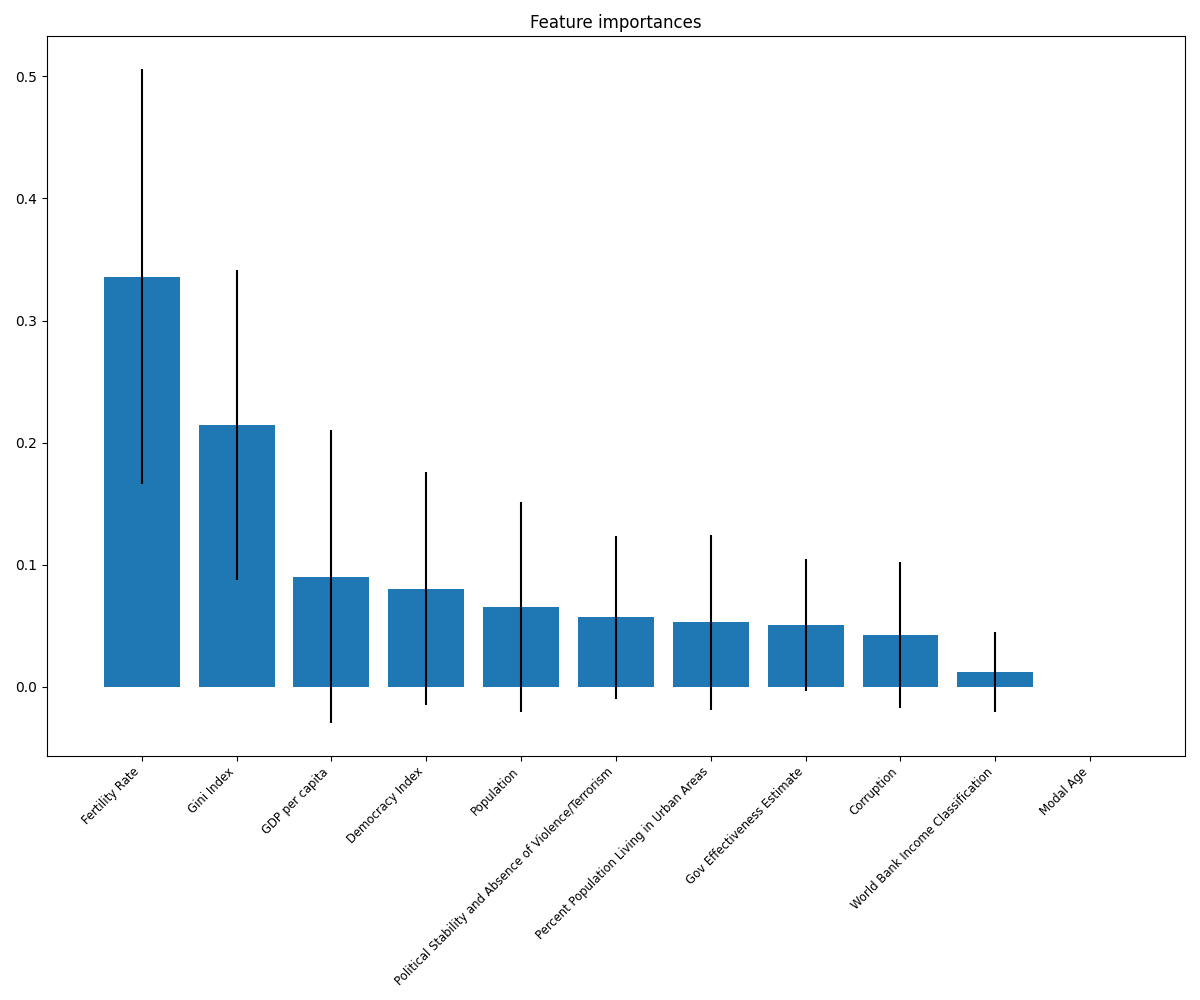 Feature importances
0.5
0.4
0.3
0.2
0.1
0.0
Fertility Rate
Gini Index
GDP per capita
Democracy Index
Population
Political Stability and Absence of Violence/Terrorism
Percent Population Living in Urban Areas
Gov Effectiveness Estimate
Corruption
World Bank Income Classification
Modal Age